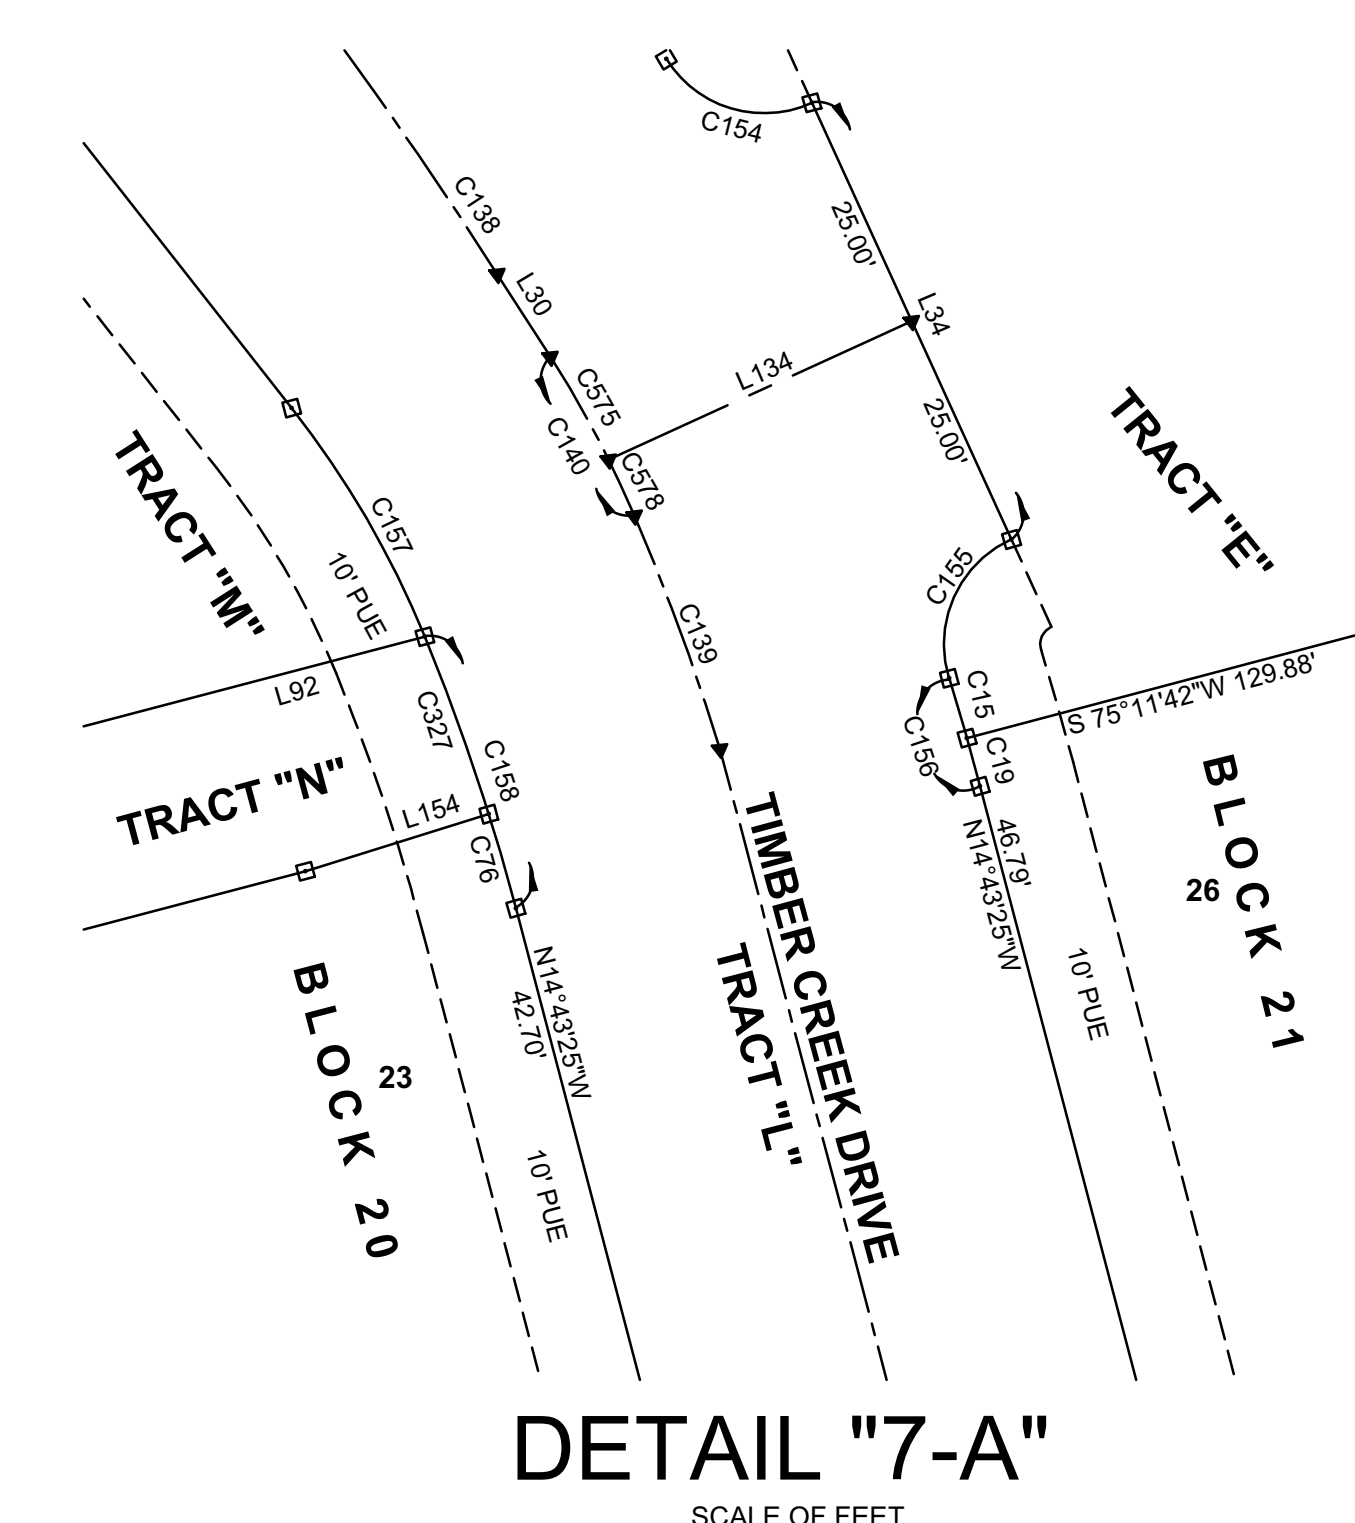 C154
C138
25.00'
L30
L34
L134
C575
C140
25.00'
C578
TRACT "E"
TRACT "M"
C157
10' PUE
C155
C139
L92
C327
C15
S 75°11'42"W 129.88'
C156
C19
C158
TRACT "N"
L154
C76
46.79'
N14°43'25"W
BLOCK 21
26
TIMBER CREEK DRIVE
TRACT "L"
10' PUE
N14°43'25"W
42.70'
BLOCK 20
23
10' PUE
DETAIL "7-A"
SCALE OF FEET